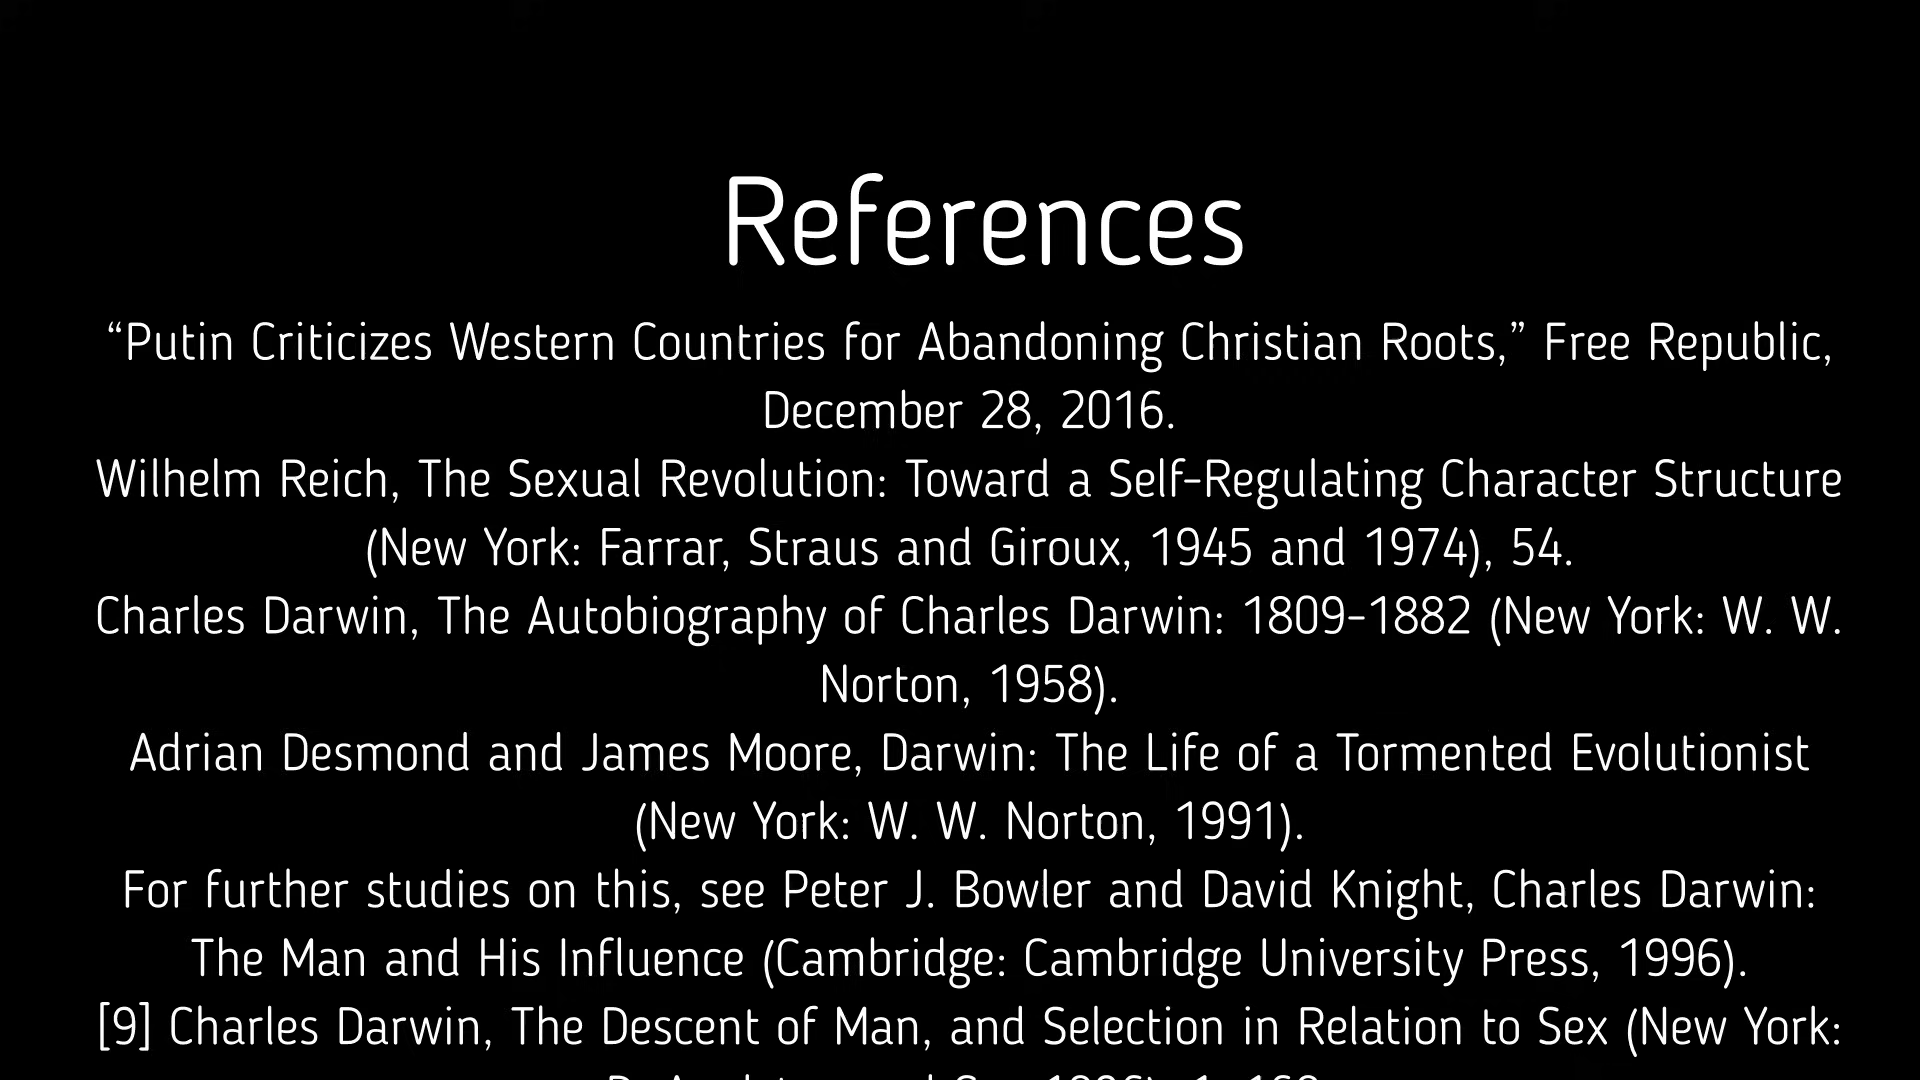 References
“Putin Criticizes Western Countries for Abandoning Christian Roots,” Free Republic,
December 28, 2016.
Wilhelm Reich, The Sexual Revolution: Toward a Self-Regulating Character Structure
(New York: Farrar, Straus and Giroux, 1945 and 1974), 54.
Charles Darwin, The Autobiography of Charles Darwin: 1809-1882 (New York: W. W.
Norton, 1958).
Adrian Desmond and James Moore, Darwin: The Life of a Tormented Evolutionist
(New York: W. W. Norton, 1991).
For further studies on this, see Peter J. Bowler and David Knight, Charles Darwin:
The Man and His Influence (Cambridge: Cambridge University Press, 1996).
[9] Charles Darwin, The Descent of Man, and Selection in Relation to Sex (New York: